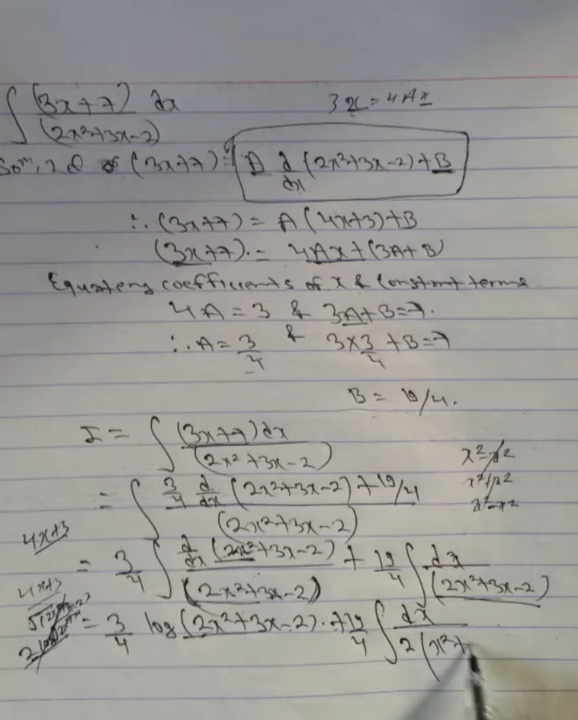 ∫ (3x+7) dx / (2x²+3x-2)
3x = 4Ax
(3x+7) = A d/dx (2x²+3x-2) + B
∴ (3x+7) = A(4x+3)+B
(3x+7) = 4Ax+(3A+B)
Equating coefficients of x & constant terms
4A = 3 & 3A+B=7.
∴ A = 3/4 & 3×3/4 + B = 7
B = 19/4.
I = ∫ (3x+7) dx / (2x²+3x-2)
= ∫ 3/4 d/dx (2x²+3x-2) + 19/4 / (2x²+3x-2)
4x+3
= 3/4 ∫ d/dx (2x²+3x-2) / (2x²+3x-2) + 19/4 ∫ dx / (2x²+3x-2)
4x+3
= 3/4 log (2x²+3x-2) + 19/4 ∫ dx / 2(x²+